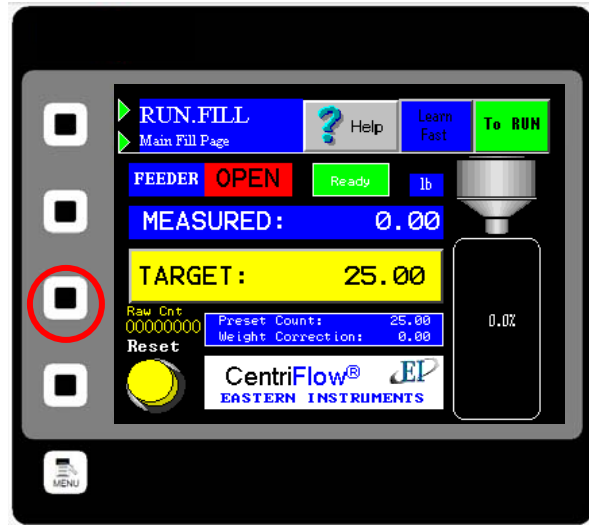 RUN.FILL
Main Fill Page
? Help
Learn Fast
To RUN
FEEDER OPEN Ready lb
MEASURED: 0.00
TARGET: 25.00
Raw Cnt
00000000
Preset Count: 25.00
Weight Correction: 0.00
0.0%
Reset
CentriFlow® EI
EASTERN INSTRUMENTS
MENU